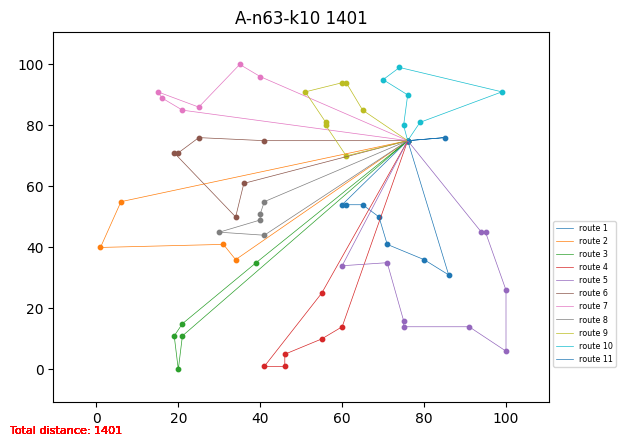 A-n63-k10 1401
100
80
60
40
20
0
0 20 40 60 80 100
route 1
route 2
route 3
route 4
route 5
route 6
route 7
route 8
route 9
route 10
route 11
Total distance: 1401